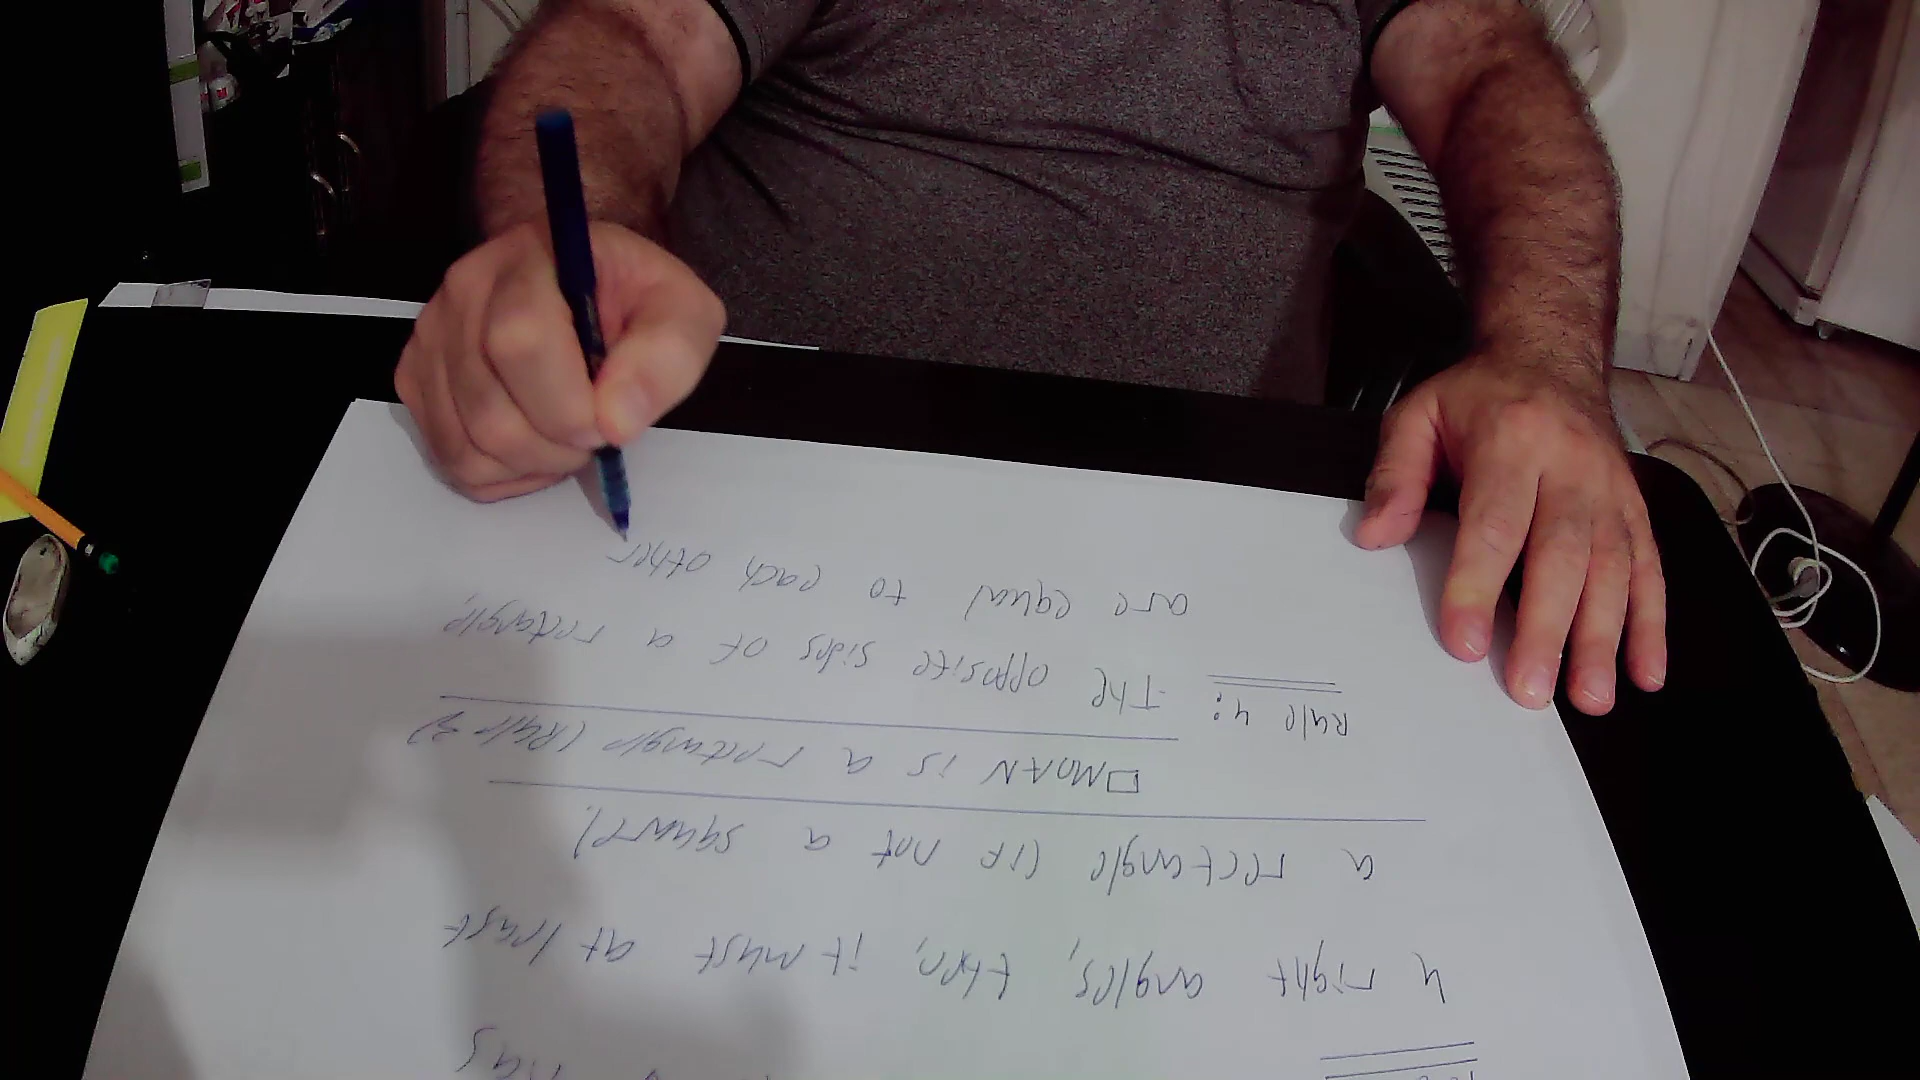 has
4 right angles, then, it must at least
a rectangle (if not a square).
□MOAN is a rectangle (Rule 3)
Rule 4: The opposite sides of a rectangle,
are equal to each other